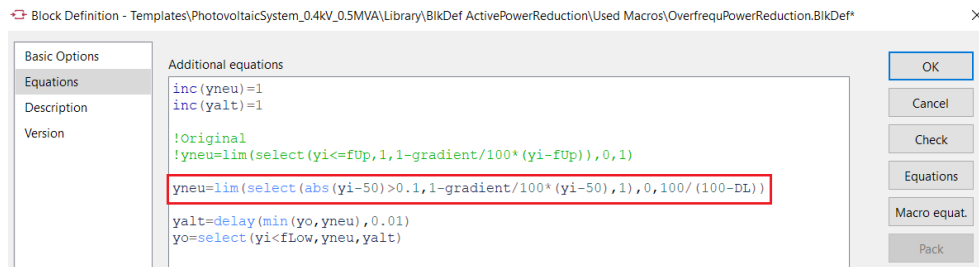 Block Definition - Templates\PhotovoltaicSystem_0.4kV_0.5MVA\Library\BlkDef ActivePowerReduction\Used Macros\OverfrequPowerReduction.BlkDef*
Basic Options
Equations
Description
Version
Additional equations
inc(yneu)=1
inc(yalt)=1
!Original
!yneu=lim(select(yi<=fUp,1,1-gradient/100*(yi-fUp)),0,1)
yneu=lim(select(abs(yi-50)>0.1,1-gradient/100*(yi-50),1),0,100/(100-DL))
yalt=delay(min(yo,yneu),0.01)
yo=select(yi<fLow,yneu,yalt)
OK
Cancel
Check
Equations
Macro equat.
Pack